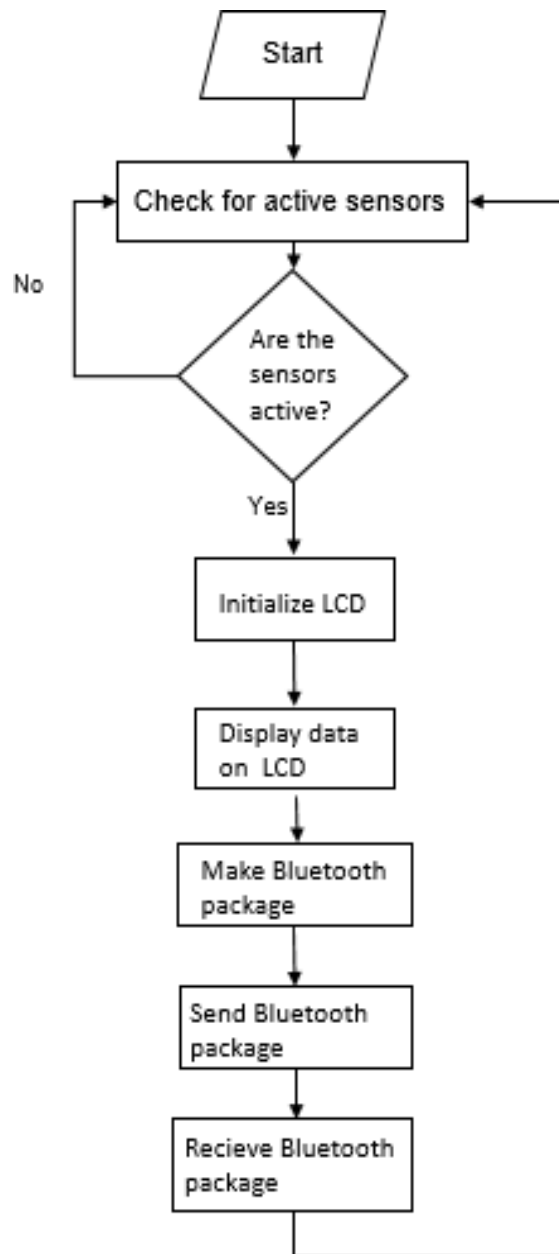 Start
Check for active sensors
No
Are the
sensors
active?
Yes
Initialize LCD
Display data
on LCD
Make Bluetooth
package
Send Bluetooth
package
Recieve Bluetooth
package